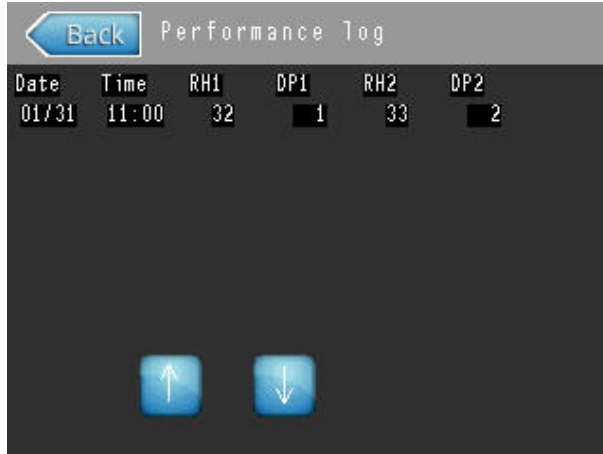 Back Performance log
Date Time RH1 DP1 RH2 DP2
01/31 11:00 32 1 33 2